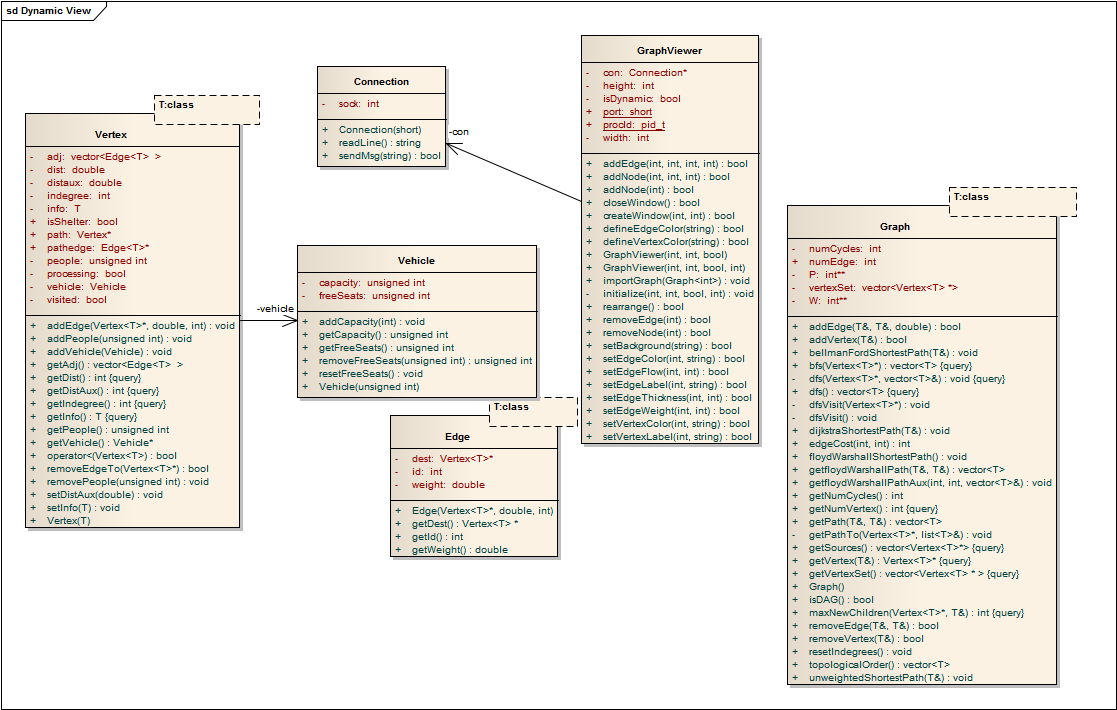 sd Dynamic View
T:class
Vertex
- adj: vector<Edge<T> >
- dist: double
- distaux: double
- indegree: int
- info: T
+ isShelter: bool
+ path: Vertex*
+ pathedge: Edge<T>*
- people: unsigned int
- processing: bool
- vehicle: Vehicle
- visited: bool
+ addEdge(Vertex<T>*, double, int) : void
+ addPeople(unsigned int) : void
+ addVehicle(Vehicle) : void
+ getAdj() : vector<Edge<T> >
+ getDist() : int {query}
+ getDistAux() : int {query}
+ getIndegree() : int {query}
+ getInfo() : T {query}
+ getPeople() : unsigned int
+ getVehicle() : Vehicle*
+ operator<(Vertex<T>) : bool
+ removeEdgeTo(Vertex<T>*) : bool
+ removePeople(unsigned int) : void
+ setDistAux(double) : void
+ setInfo(T) : void
+ Vertex(T)
Connection
- sock: int
+ Connection(short)
+ readLine() : string
+ sendMsg(string) : bool
-con
-vehicle
Vehicle
- capacity: unsigned int
- freeSeats: unsigned int
+ addCapacity(int) : void
+ getCapacity() : unsigned int
+ getFreeSeats() : unsigned int
+ removeFreeSeats(unsigned int) : unsigned int
+ resetFreeSeats() : void
+ Vehicle(unsigned int)
T:class
Edge
- dest: Vertex<T>*
- id: int
- weight: double
+ Edge(Vertex<T>*, double, int)
+ getDest() : Vertex<T> *
+ getId() : int
+ getWeight() : double
GraphViewer
- con: Connection*
- height: int
- isDynamic: bool
+ port: short
+ procId: pid_t
- width: int
+ addEdge(int, int, int, int) : bool
+ addNode(int, int, int) : bool
+ addNode(int) : bool
+ closeWindow() : bool
+ createWindow(int, int) : bool
+ defineEdgeColor(string) : bool
+ defineVertexColor(string) : bool
+ GraphViewer(int, int, bool)
+ GraphViewer(int, int, bool, int)
+ importGraph(Graph<int>) : void
- initialize(int, int, bool, int) : void
+ rearrange() : bool
+ removeEdge(int) : bool
+ removeNode(int) : bool
+ setBackground(string) : bool
+ setEdgeColor(int, string) : bool
+ setEdgeFlow(int, int) : bool
+ setEdgeLabel(int, string) : bool
+ setEdgeThickness(int, int) : bool
+ setEdgeWeight(int, int) : bool
+ setVertexColor(int, string) : bool
+ setVertexLabel(int, string) : bool
T:class
Graph
- numCycles: int
+ numEdge: int
- P: int**
- vertexSet: vector<Vertex<T> *>
- W: int**
+ addEdge(T&, T&, double) : bool
+ addVertex(T&) : bool
+ bellmanFordShortestPath(T&) : void
+ bfs(Vertex<T>*) : vector<T> {query}
- dfs(Vertex<T>*, vector<T>&) : void {query}
+ dfs() : vector<T> {query}
- dfsVisit(Vertex<T>*) : void
- dfsVisit() : void
+ dijkstraShortestPath(T&) : void
+ edgeCost(int, int) : int
+ floydWarshallShortestPath() : void
+ getfloydWarshallPath(T&, T&) : vector<T>
+ getfloydWarshallPathAux(int, int, vector<T>&) : void
+ getNumCycles() : int
+ getNumVertex() : int {query}
+ getPath(T&, T&) : vector<T>
- getPathTo(Vertex<T>*, list<T>&) : void
+ getSources() : vector<Vertex<T>*> {query}
+ getVertex(T&) : Vertex<T>* {query}
+ getVertexSet() : vector<Vertex<T> * > {query}
+ Graph()
+ isDAG() : bool
+ maxNewChildren(Vertex<T>*, T&) : int {query}
+ removeEdge(T&, T&) : bool
+ removeVertex(T&) : bool
+ resetIndegrees() : void
+ topologicalOrder() : vector<T>
+ unweightedShortestPath(T&) : void